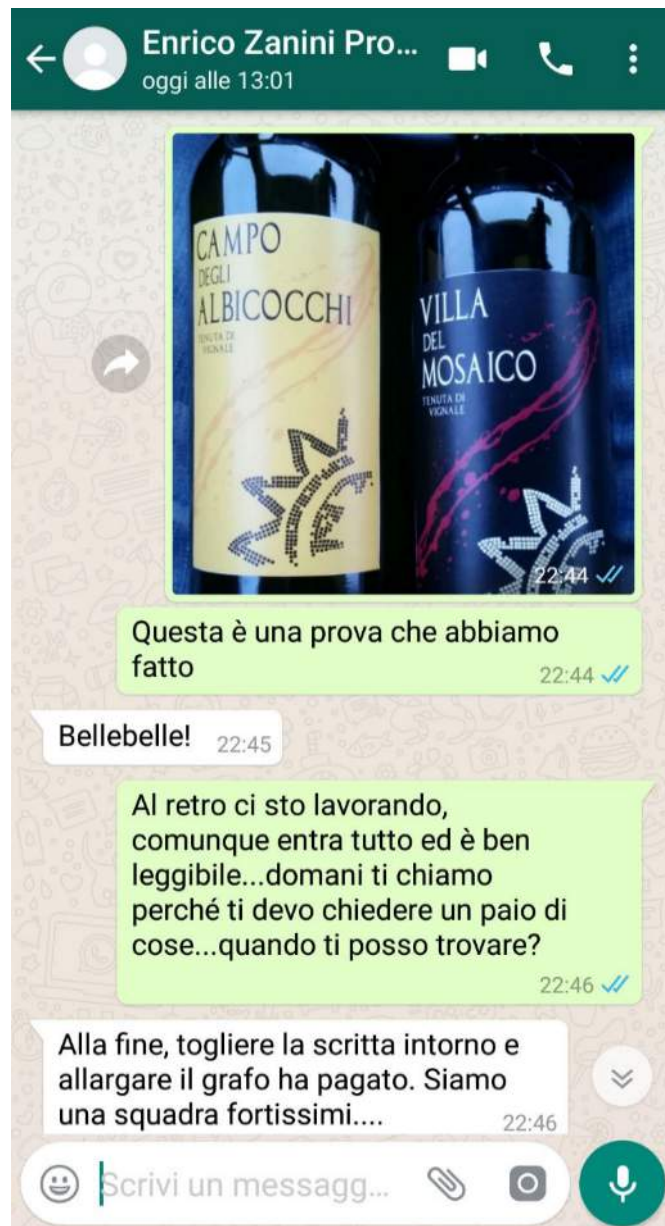 Enrico Zanini Pro...
oggi alle 13:01
CAMPO
DEGLI
ALBICOCCHI
TENUTA DI
VIGNALE
VILLA
DEL
MOSAICO
TENUTA DI
VIGNALE
22:44
Questa è una prova che abbiamo
fatto
22:44
Bellebelle! 22:45
Al retro ci sto lavorando,
comunque entra tutto ed è ben
leggibile...domani ti chiamo
perché ti devo chiedere un paio di
cose...quando ti posso trovare?
22:46
Alla fine, togliere la scritta intorno e
allargare il grafo ha pagato. Siamo
una squadra fortissimi.... 22:46
Scrivi un messagg...